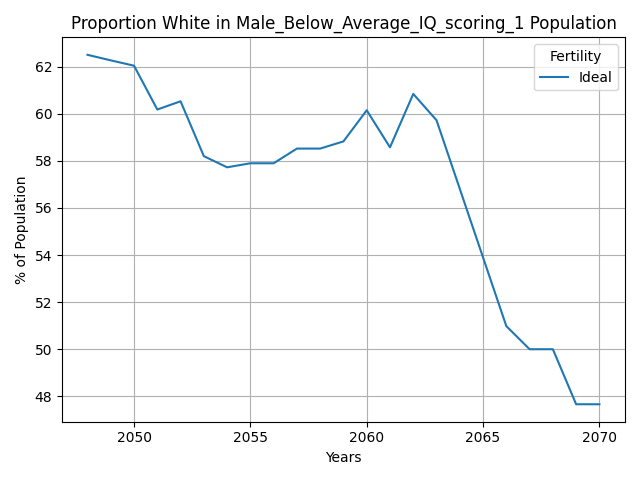 Proportion White in Male_Below_Average_IQ_scoring_1 Population
Fertility
Ideal
62
60
58
56
54
52
50
48
% of Population
2050 2055 2060 2065 2070
Years